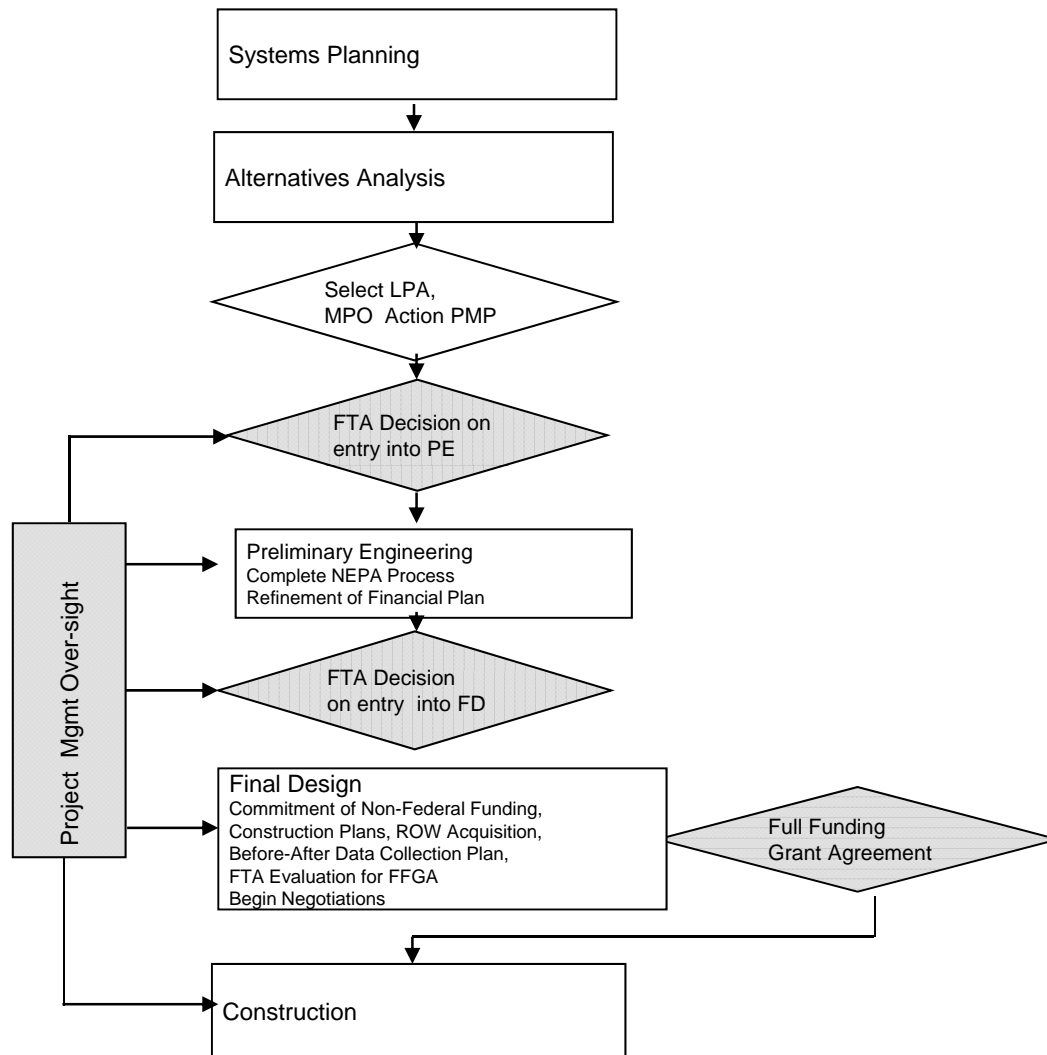 Systems Planning
Alternatives Analysis
Select LPA,
MPO Action PMP
FTA Decision on
entry into PE
Project Mgmt Over-sight
Preliminary Engineering
Complete NEPA Process
Refinement of Financial Plan
FTA Decision
on entry into FD
Final Design
Commitment of Non-Federal Funding,
Construction Plans, ROW Acquisition,
Before-After Data Collection Plan,
FTA Evaluation for FFGA
Begin Negotiations
Full Funding
Grant Agreement
Construction